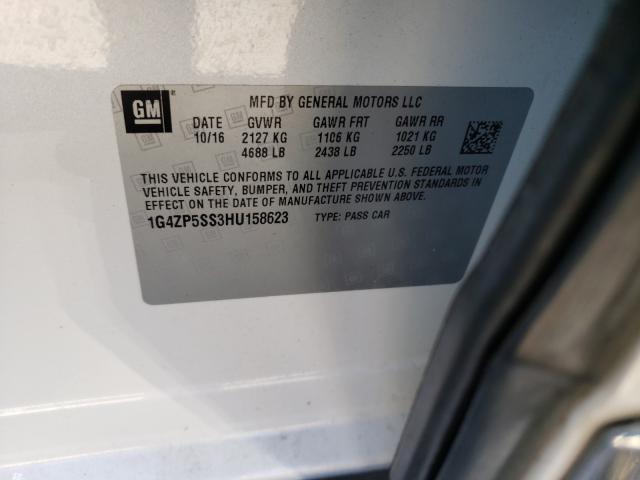 GM
MFD BY GENERAL MOTORS LLC
DATE GVWR GAWR FRT GAWR RR
10/16 2127 KG 1106 KG 1021 KG
4688 LB 2438 LB 2250 LB
THIS VEHICLE CONFORMS TO ALL APPLICABLE U.S. FEDERAL MOTOR
VEHICLE SAFETY, BUMPER, AND THEFT PREVENTION STANDARDS IN
EFFECT ON THE DATE OF MANUFACTURE SHOWN ABOVE.
1G4ZP5SS3HU158623 TYPE: PASS CAR